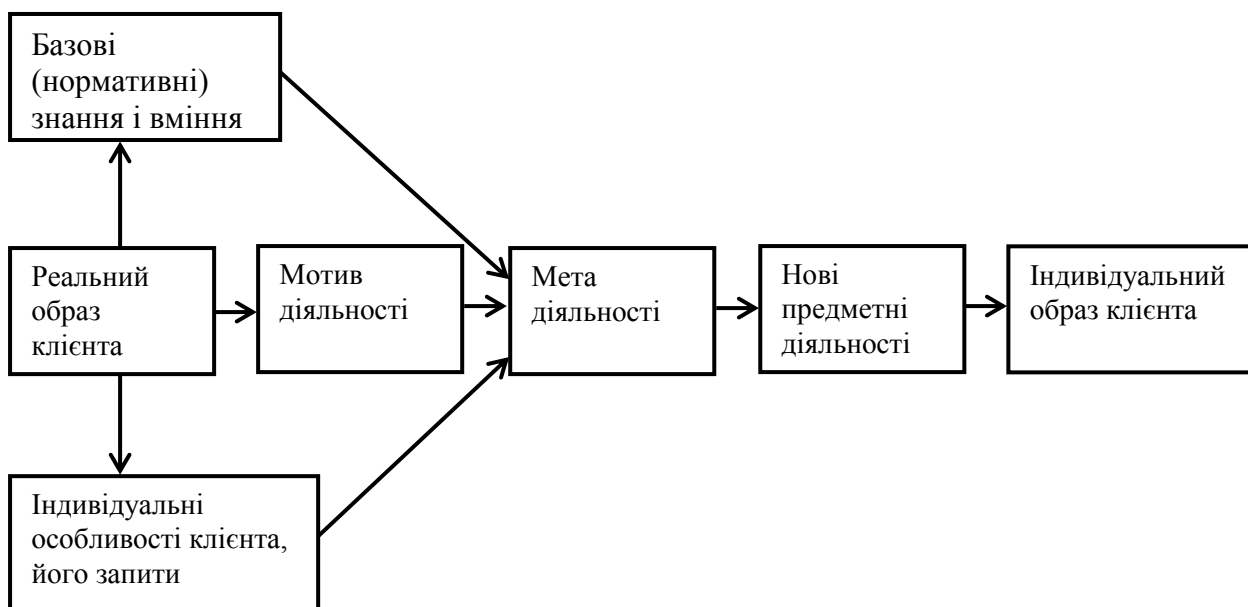 Базові
(нормативні)
знання і вміння
Реальний
образ
клієнта
Мотив
діяльності
Мета
діяльності
Нові
предметні
діяльності
Індивідуальний
образ клієнта
Індивідуальні
особливості клієнта,
його запити